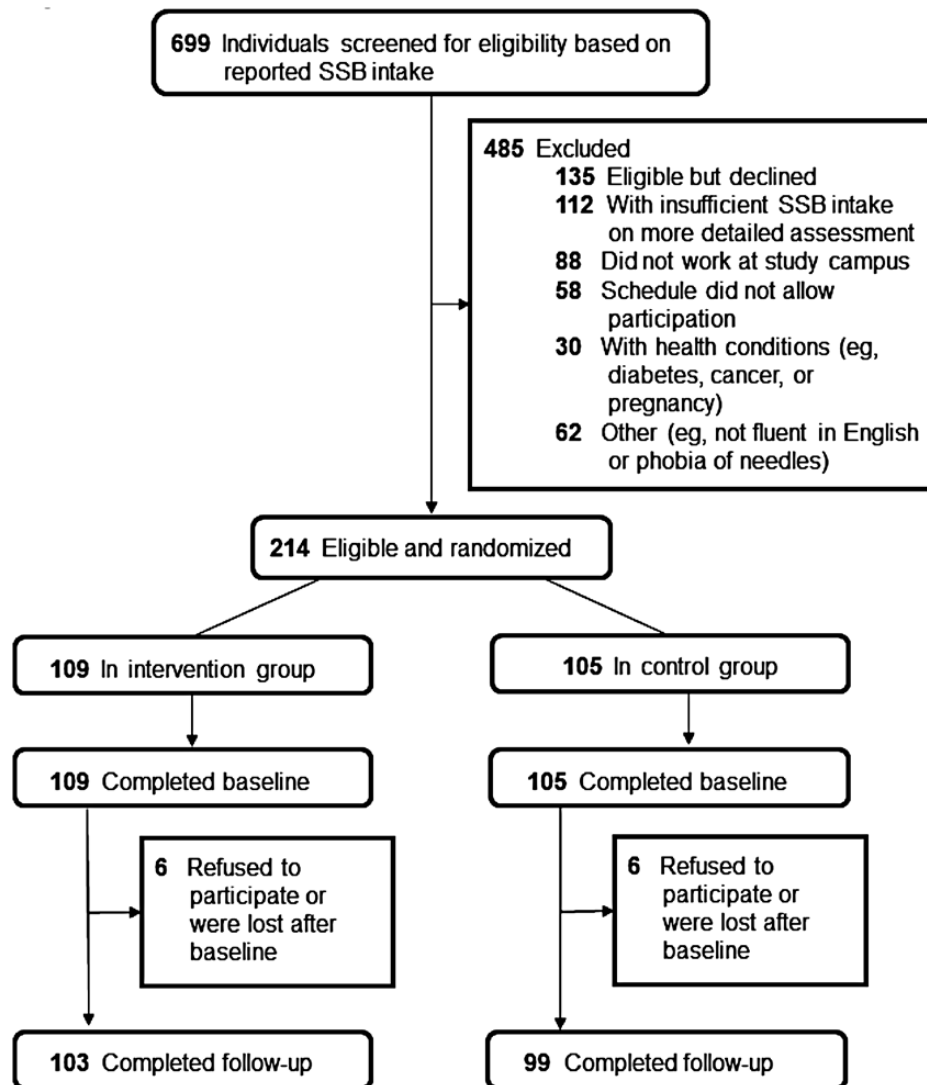 699 Individuals screened for eligibility based on
reported SSB intake
485 Excluded
135 Eligible but declined
112 With insufficient SSB intake
on more detailed assessment
88 Did not work at study campus
58 Schedule did not allow
participation
30 With health conditions (eg,
diabetes, cancer, or
pregnancy)
62 Other (eg, not fluent in English
or phobia of needles)
214 Eligible and randomized
109 In intervention group
105 In control group
109 Completed baseline
105 Completed baseline
6 Refused to
participate or
were lost after
baseline
6 Refused to
participate or
were lost after
baseline
103 Completed follow-up
99 Completed follow-up